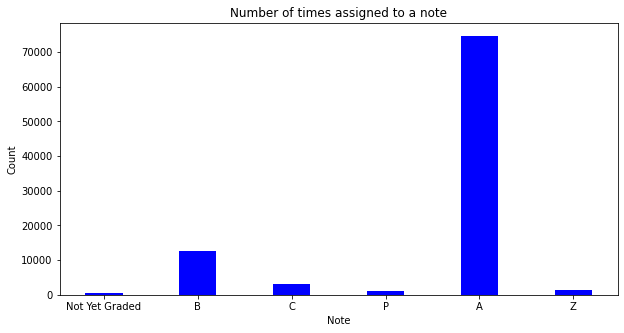 Number of times assigned to a note
Count
70000
60000
50000
40000
30000
20000
10000
0
Not Yet Graded B C P A Z
Note